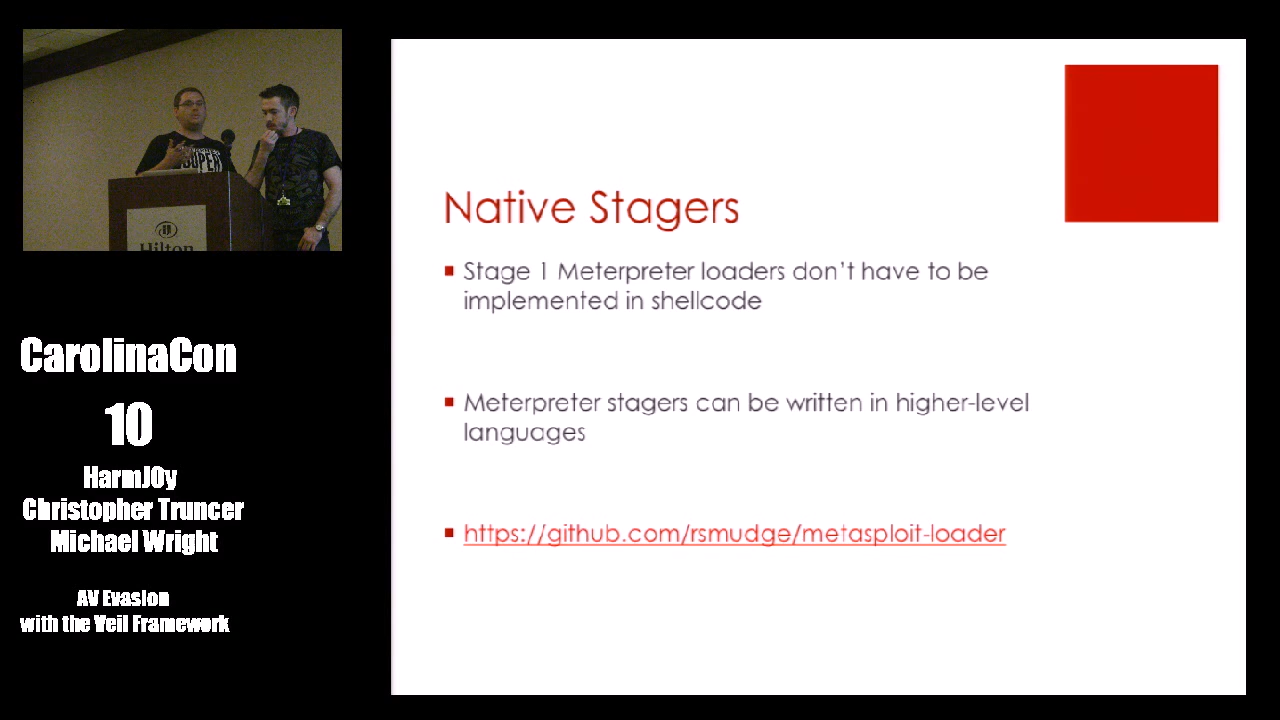 SUPER
Hilton
CarolinaCon
10
HarmJ0y
Christopher Truncer
Michael Wright
AV Evasion
with the Veil Framework
Native Stagers
Stage 1 Meterpreter loaders don't have to be
implemented in shellcode
Meterpreter stagers can be written in higher-level
languages
https://github.com/rsmudge/metasploit-loader